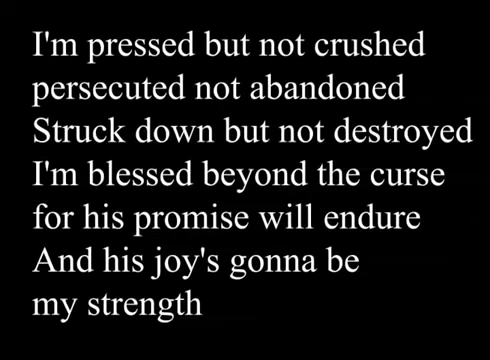 I'm pressed but not crushed
persecuted not abandoned
Struck down but not destroyed
I'm blessed beyond the curse
for his promise will endure
And his joy's gonna be
my strength